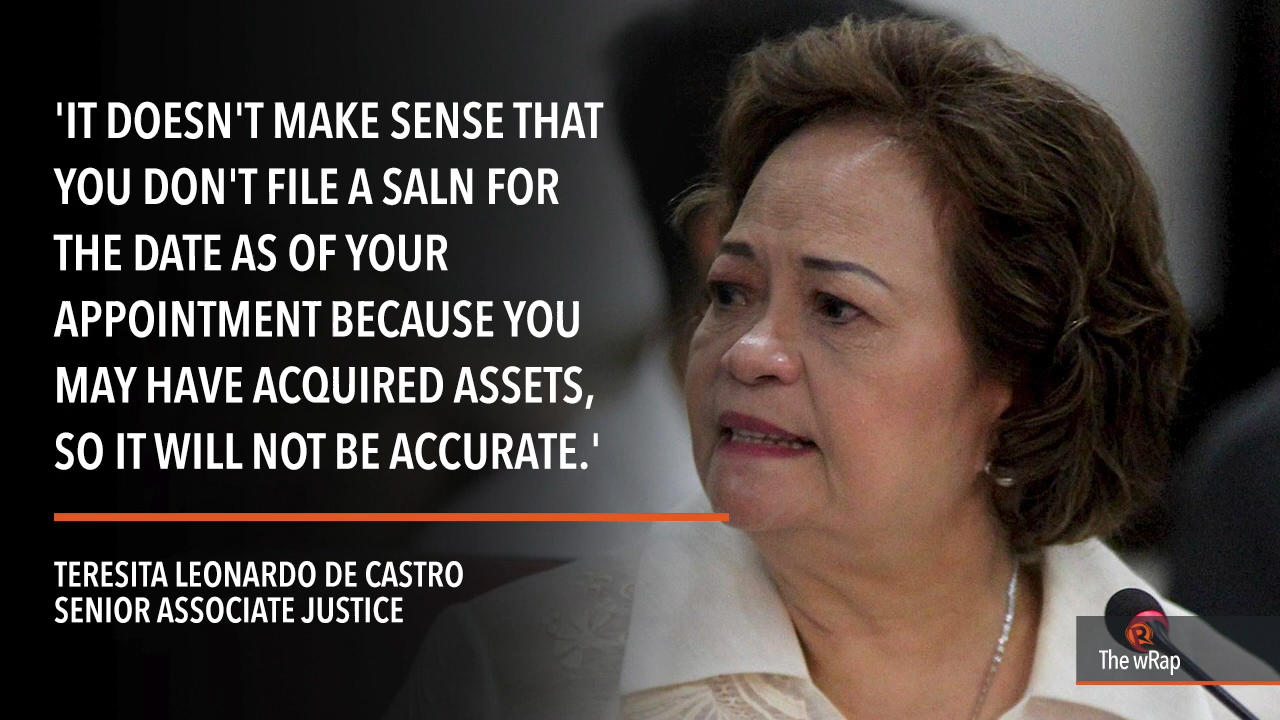 'IT DOESN'T MAKE SENSE THAT
YOU DON'T FILE A SALN FOR
THE DATE AS OF YOUR
APPOINTMENT BECAUSE YOU
MAY HAVE ACQUIRED ASSETS,
SO IT WILL NOT BE ACCURATE.'
TERESITA LEONARDO DE CASTRO
SENIOR ASSOCIATE JUSTICE
R
The wRap